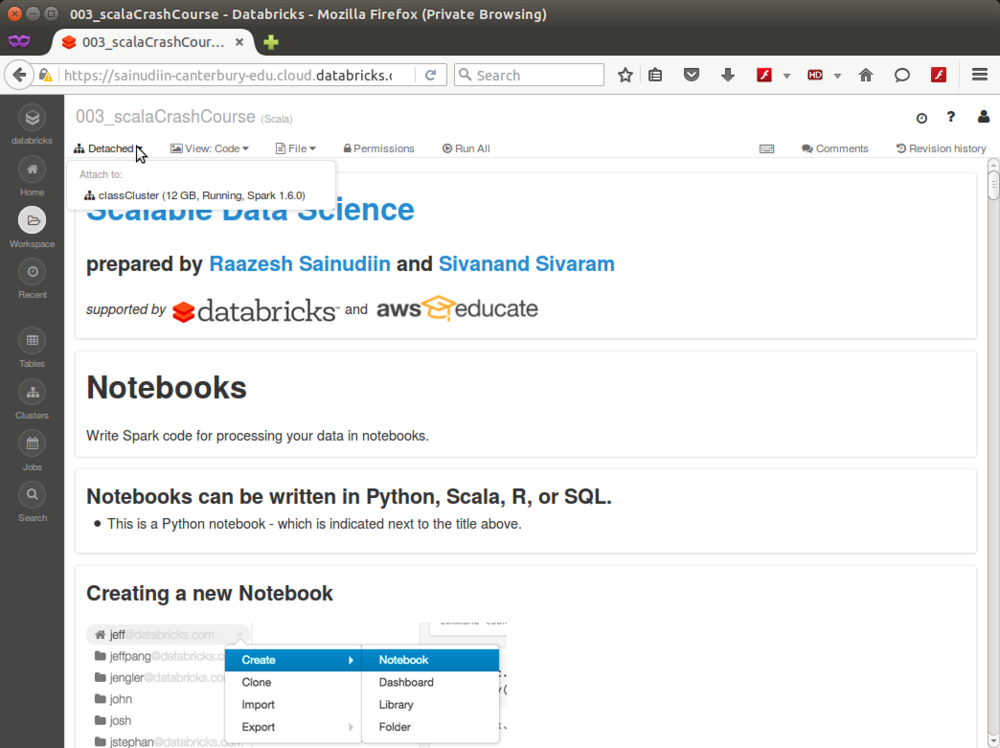 003_scalaCrashCourse - Databricks - Mozilla Firefox (Private Browsing)
003_scalaCrashCour...
https://sainudiin-canterbury-edu.cloud.databricks.c
Search
HD
databricks
Home
Workspace
Recent
Tables
Clusters
Jobs
Search
003_scalaCrashCourse (Scala)
?
Detached
View: Code
File
Permissions
Run All
Comments
Revision history
Attach to:
classCluster (12 GB, Running, Spark 1.6.0)
Scalable Data Science
prepared by Raazesh Sainudiin and Sivanand Sivaram
supported by databricks™ and aws educate
Notebooks
Write Spark code for processing your data in notebooks.
Notebooks can be written in Python, Scala, R, or SQL.
• This is a Python notebook - which is indicated next to the title above.
Creating a new Notebook
jeff@databricks.com
jeffpang@databricks.c
jengler@databricks.co
john
josh
jstephan@databricks.com
Create
Clone
Import
Export
Notebook
Dashboard
Library
Folder